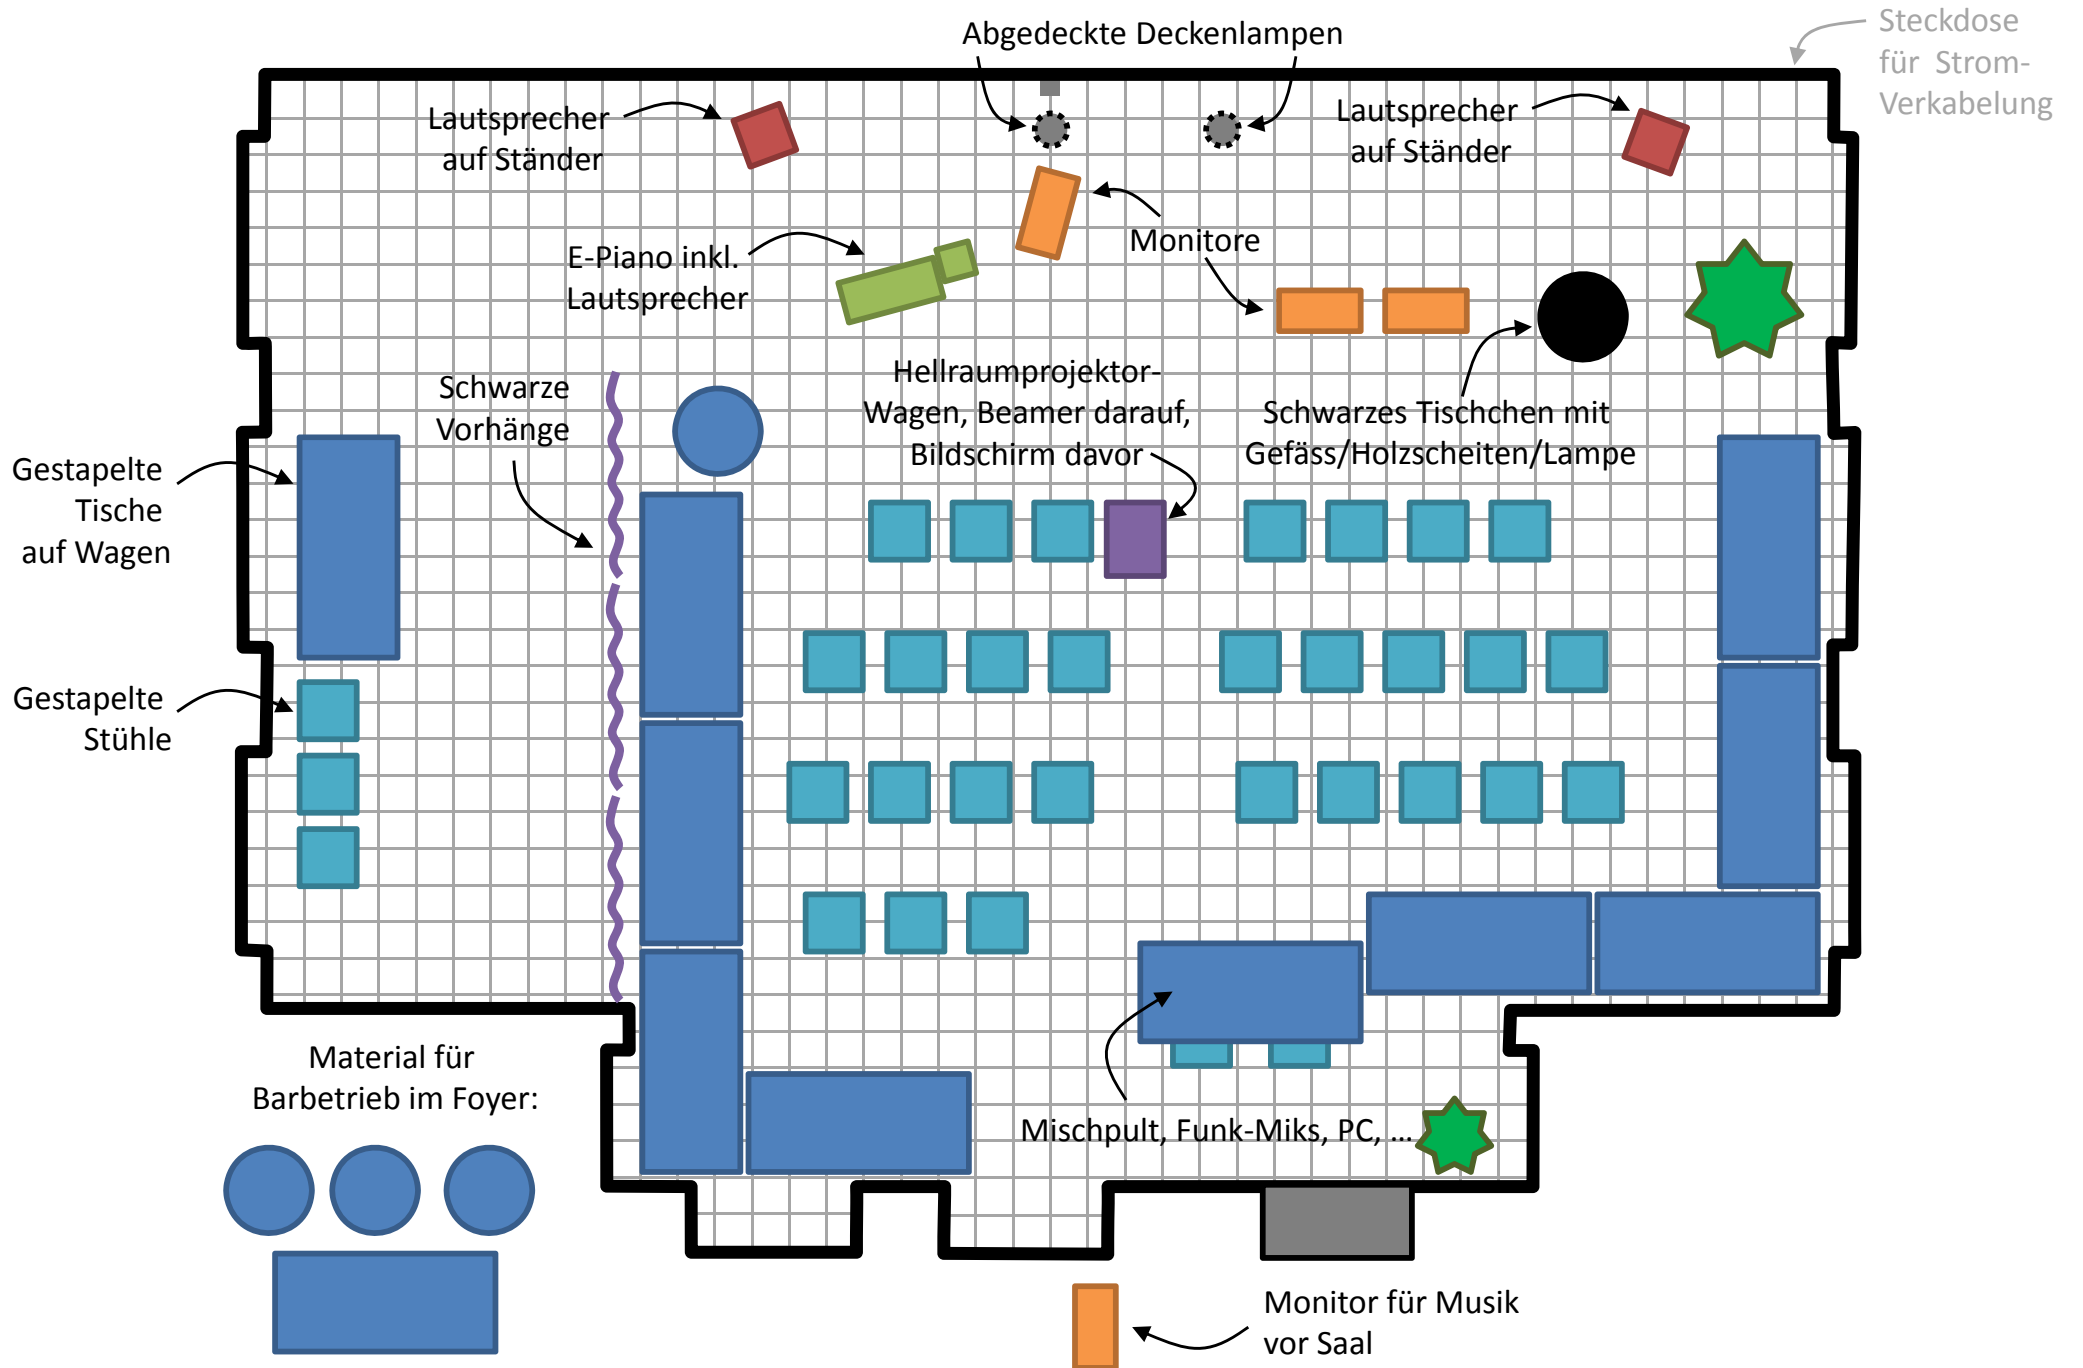 Abgedeckte Deckenlampen
Steckdose
für Strom-
Verkabelung
Lautsprecher
auf Ständer
Lautsprecher
auf Ständer
Monitore
E-Piano inkl.
Lautsprecher
Schwarze
Vorhänge
Hellraumprojektor-
Wagen, Beamer darauf,
Bildschirm davor
Schwarzes Tischchen mit
Gefäss/Holzscheiten/Lampe
Gestapelte
Tische
auf Wagen
Gestapelte
Stühle
Material für
Barbetrieb im Foyer:
Mischpult, Funk-Miks, PC, ...
Monitor für Musik
vor Saal